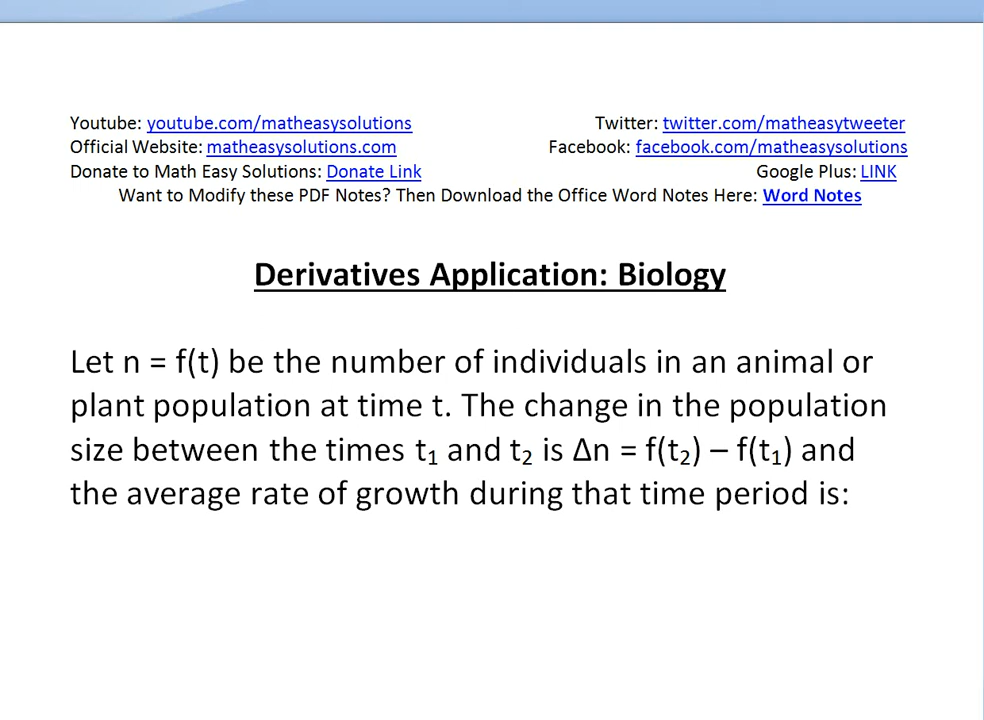 Youtube: youtube.com/matheasysolutions Twitter: twitter.com/matheasytweeter
Official Website: matheasysolutions.com Facebook: facebook.com/matheasysolutions
Donate to Math Easy Solutions: Donate Link Google Plus: LINK
Want to Modify these PDF Notes? Then Download the Office Word Notes Here: Word Notes
Derivatives Application: Biology
Let n = f(t) be the number of individuals in an animal or
plant population at time t. The change in the population
size between the times t₁ and t₂ is Δn = f(t₂) – f(t₁) and
the average rate of growth during that time period is: